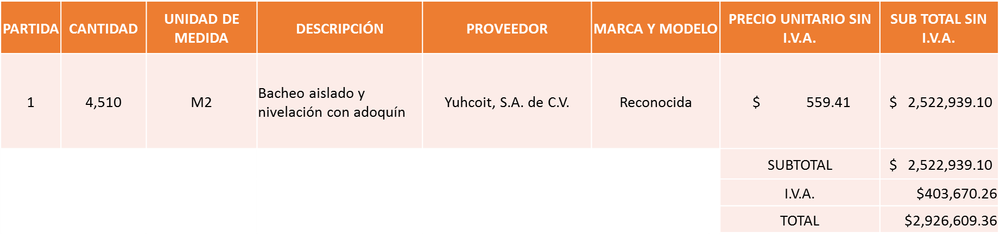 PARTIDA CANTIDAD UNIDAD DE MEDIDA DESCRIPCIÓN PROVEEDOR MARCA Y MODELO PRECIO UNITARIO SIN I.V.A. SUB TOTAL SIN I.V.A.
1 4,510 M2 Bacheo aislado y nivelación con adoquín Yuhcoit, S.A. de C.V. Reconocida $ 559.41 $ 2,522,939.10
SUBTOTAL $ 2,522,939.10
I.V.A. $403,670.26
TOTAL $2,926,609.36